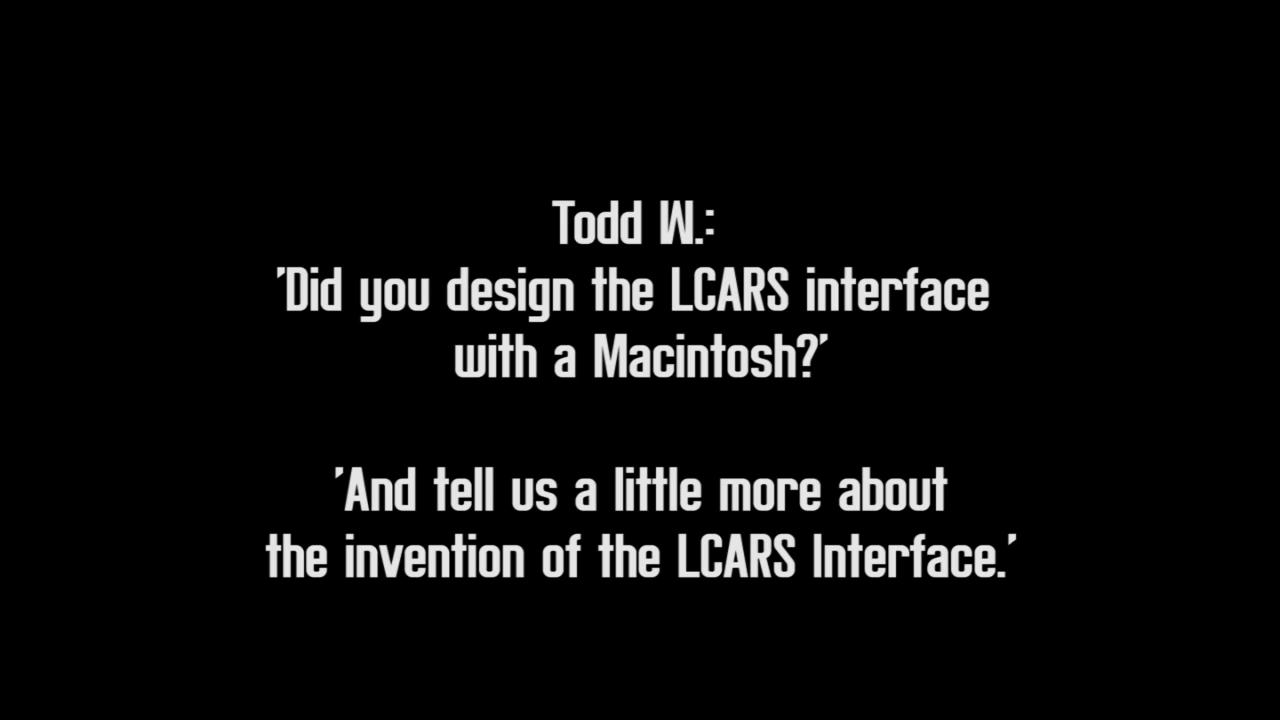 Todd W.:
'Did you design the LCARS interface
with a Macintosh?'
'And tell us a little more about
the invention of the LCARS Interface.'